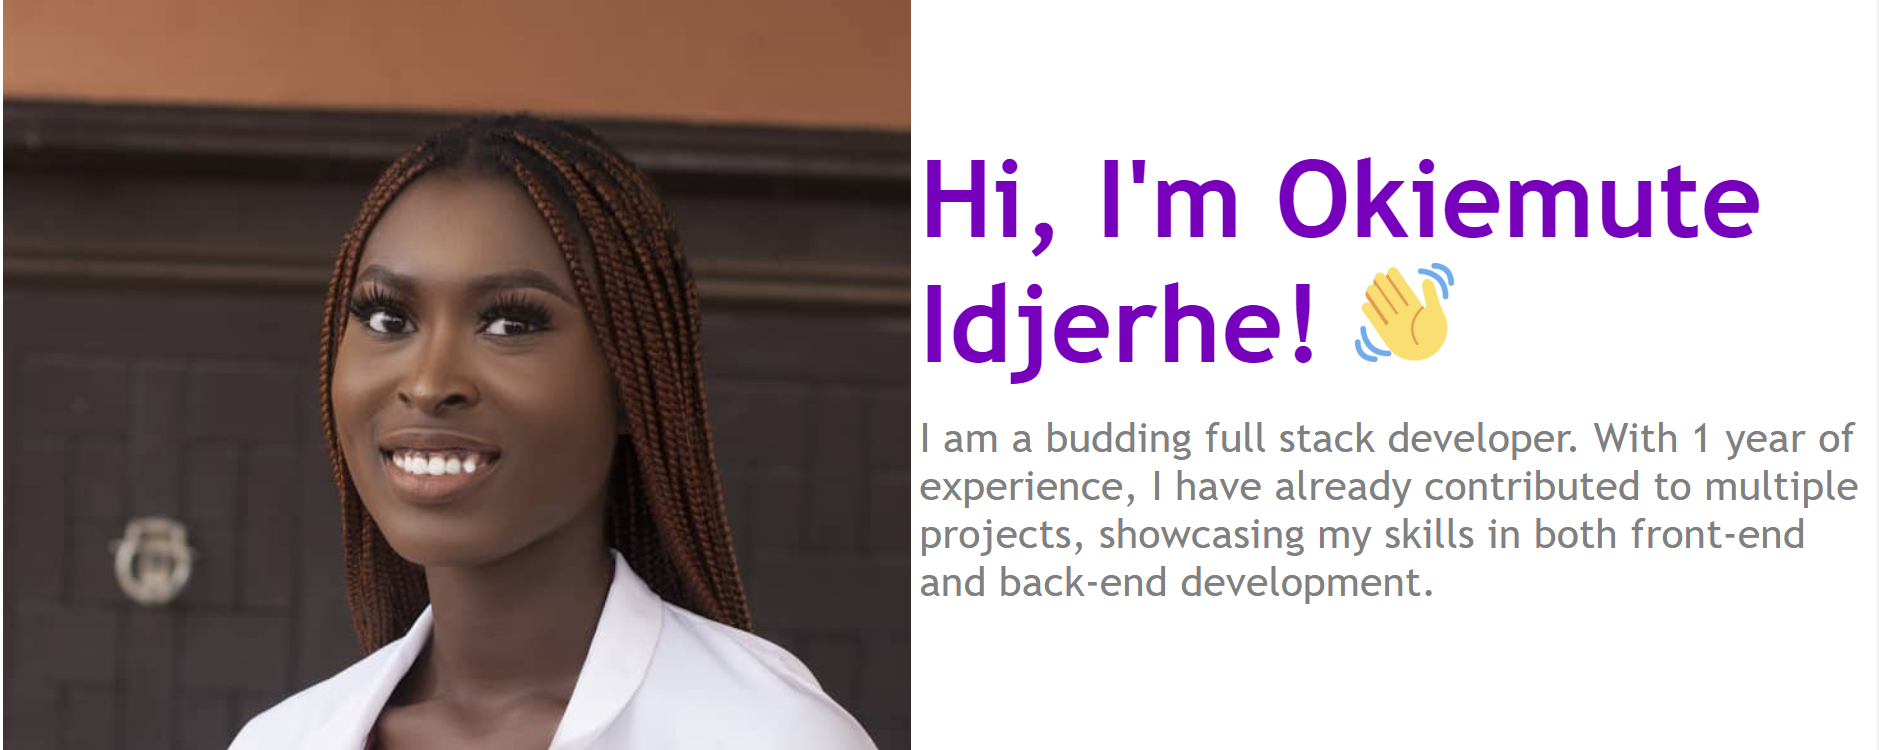 Hi, I'm Okiemute
Idjerhe! 👋
I am a budding full stack developer. With 1 year of
experience, I have already contributed to multiple
projects, showcasing my skills in both front-end
and back-end development.